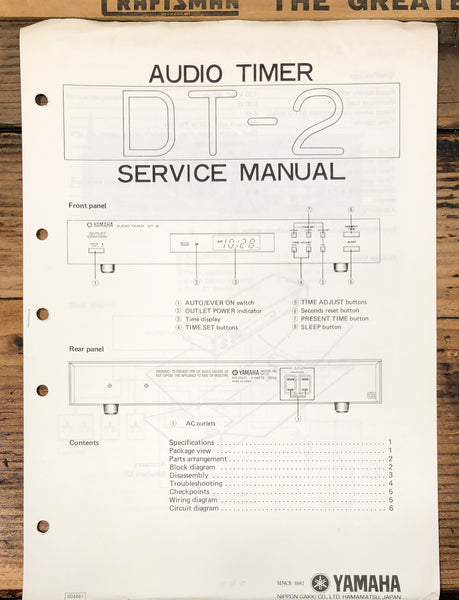 CRAFTSMAN THE GREATE
AUDIO TIMER
DT-2
SERVICE MANUAL
Front panel
YAMAHA AUDIO TIMER DT-2
OUTLET
CONTROL
10:28
① AUTO/EVER ON switch
② OUTLET POWER indicator
③ Time display
④ TIME SET buttons
⑤ TIME ADJUST buttons
⑥ Seconds reset button
⑦ PRESENT TIME button
⑧ SLEEP button
Rear panel
YAMAHA
① AC outlets
Contents
Specifications 1
Package view 1
Parts arrangement 2
Block diagram 2
Disassembly 3
Troubleshooting 4
Checkpoints 5
Wiring diagram 5
Circuit diagram 6
004461
SINCE 1887 YAMAHA
NIPPON GAKKI CO., LTD. HAMAMATSU, JAPAN